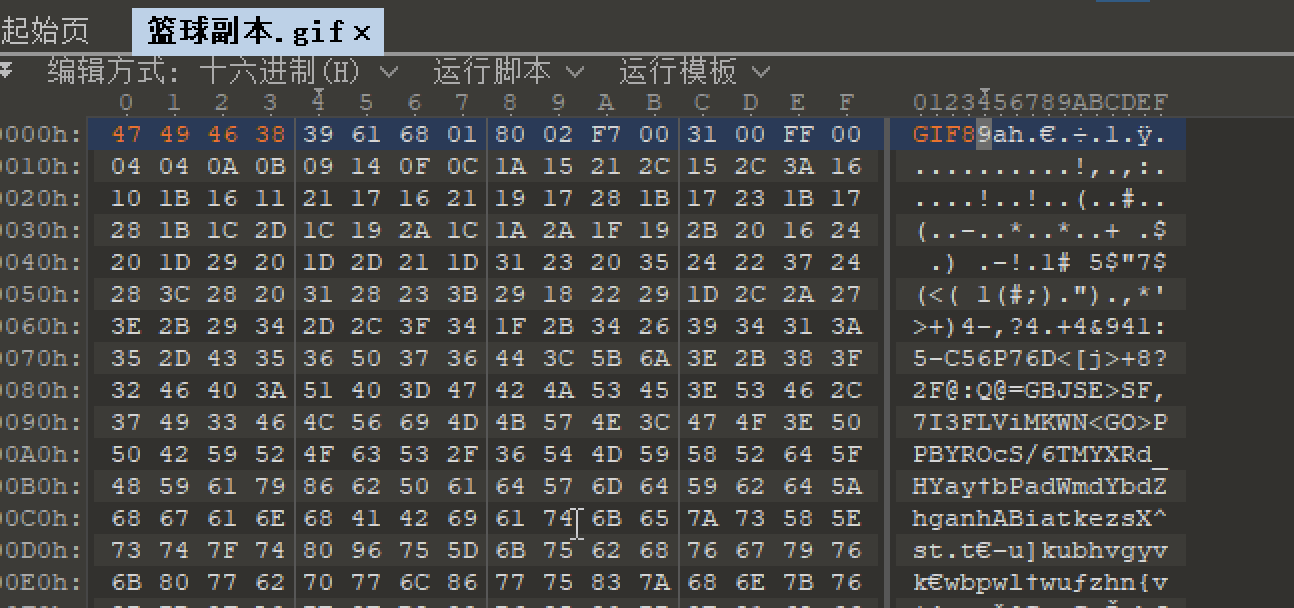 起始页 篮球副本.gif ×
编辑方式: 十六进制(H) 运行脚本 运行模板
0 1 2 3 4 5 6 7 8 9 A B C D E F 0123456789ABCDEF
0000h: 47 49 46 38 39 61 68 01 80 02 F7 00 31 00 FF 00 GIF89ah.€.÷.1.ÿ.
0010h: 04 04 0A 0B 09 14 0F 0C 1A 15 21 2C 15 2C 3A 16 ..........!,.,:.
0020h: 10 1B 16 11 21 17 16 21 19 17 28 1B 17 23 1B 17 ....!..!..(..#..
0030h: 28 1B 1C 2D 1C 19 2A 1C 1A 2A 1F 19 2B 20 16 24 (..-..*..*..+ .$
0040h: 20 1D 29 20 1D 2D 21 1D 31 23 20 35 24 22 37 24 .) .-!.1# 5$"7$
0050h: 28 3C 28 20 31 28 23 3B 29 18 22 29 1D 2C 2A 27 (<( 1(#;).").,*'
0060h: 3E 2B 29 34 2D 2C 3F 34 1F 2B 34 26 39 34 31 3A >+)4-,?4.+4&941:
0070h: 35 2D 43 35 36 50 37 36 44 3C 5B 6A 3E 2B 38 3F 5-C56P76D<[j>+8?
0080h: 32 46 40 3A 51 40 3D 47 42 4A 53 45 3E 53 46 2C 2F@:Q@=GBJSE>SF,
0090h: 37 49 33 46 4C 56 69 4D 4B 57 4E 3C 47 4F 3E 50 7I3FLViMKWN<GO>P
00A0h: 50 42 59 52 4F 63 53 2F 36 54 4D 59 58 52 64 5F PBYROcS/6TMYXRd_
00B0h: 48 59 61 79 86 62 50 61 64 57 6D 64 59 62 64 5A HYay†bPadWmdYbdZ
00C0h: 68 67 61 6E 68 41 42 69 61 74 6B 65 7A 73 58 5E hganhABiatkezsX^
00D0h: 73 74 7F 74 80 96 75 5D 6B 75 62 68 76 67 79 76 st.t€–u]kubhvgyv
00E0h: 6B 80 77 62 70 77 6C 86 77 75 83 7A 68 6E 7B 76 k€wbpwl†wuƒzhn{v